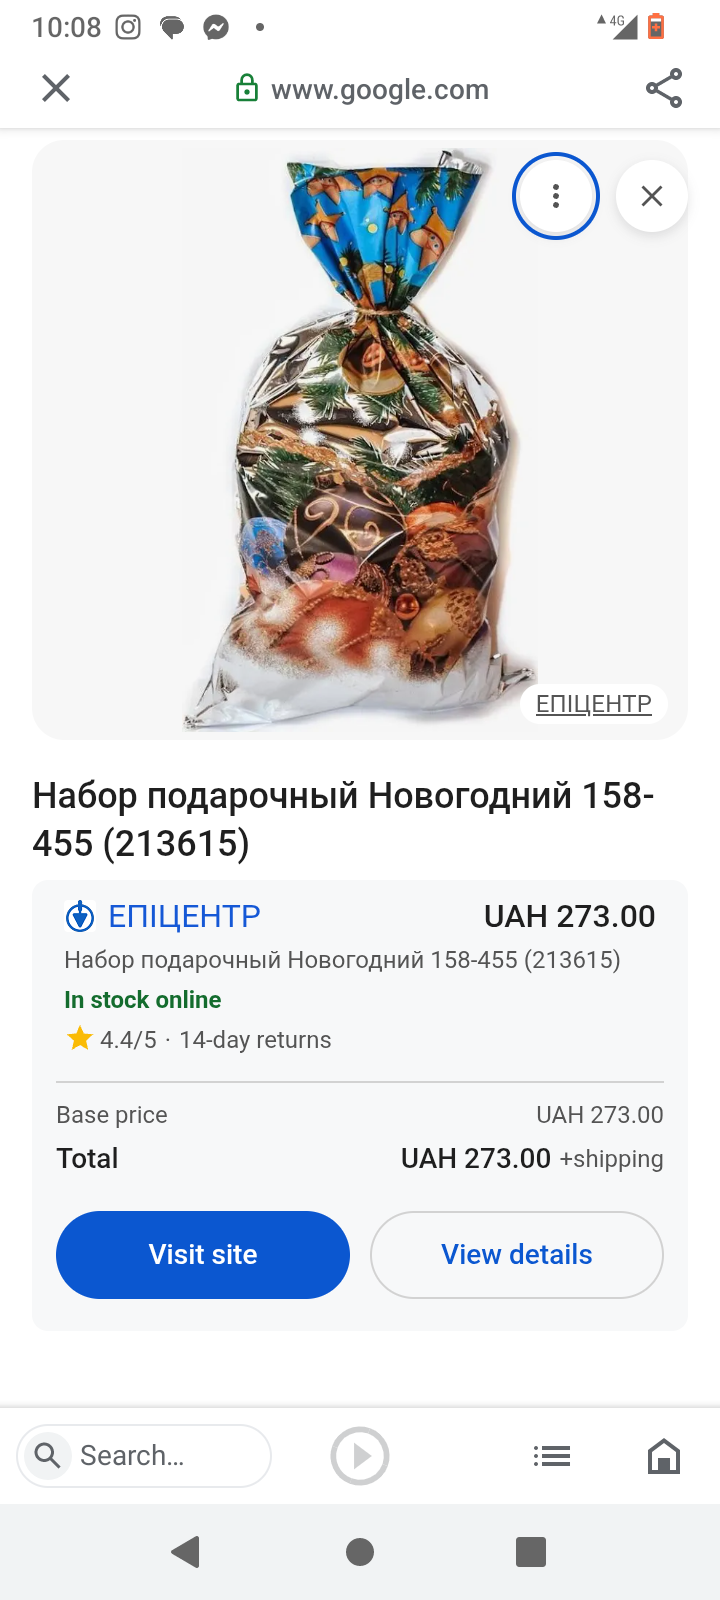 10:08
4G
www.google.com
ЕПІЦЕНТР
Набор подарочный Новогодний 158-
455 (213615)
ЕПІЦЕНТР UAH 273.00
Набор подарочный Новогодний 158-455 (213615)
In stock online
4.4/5 · 14-day returns
Base price UAH 273.00
Total UAH 273.00 +shipping
Visit site View details
Search...